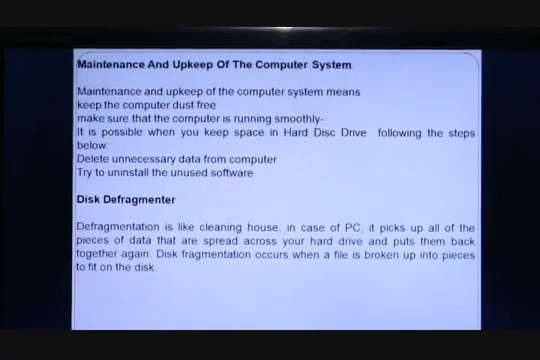 Maintenance And Upkeep Of The Computer System
Maintenance and upkeep of the computer system means
keep the computer dust free
make sure that the computer is running smoothly-
It is possible when you keep space in Hard Disc Drive following the steps
below:
Delete unnecessary data from computer
Try to uninstall the unused software
Disk Defragmenter
Defragmentation is like cleaning house, in case of PC, it picks up all of the
pieces of data that are spread across your hard drive and puts them back
together again. Disk fragmentation occurs when a file is broken up into pieces
to fit on the disk.